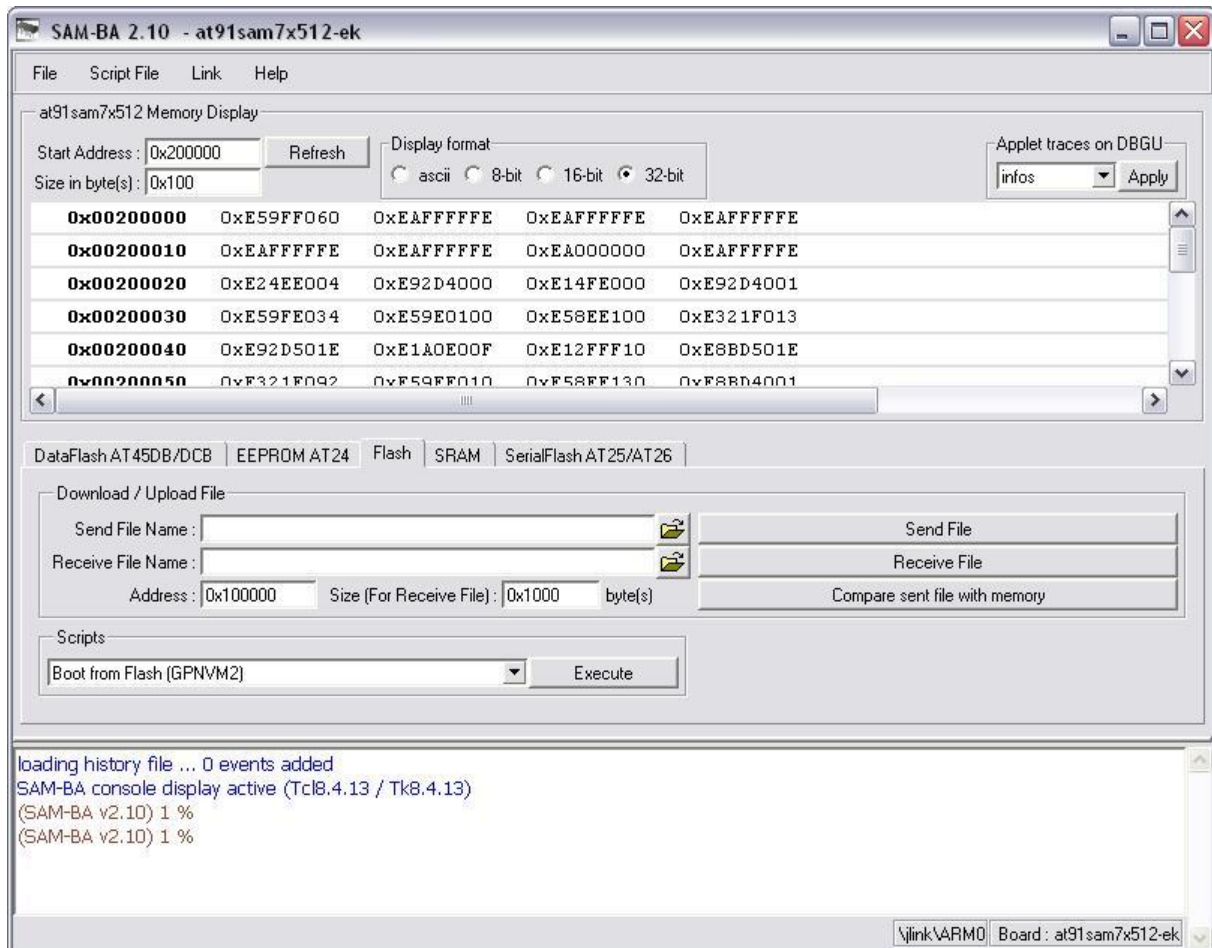 SAM-BA 2.10 - at91sam7x512-ek
File Script File Link Help
at91sam7x512 Memory Display
Start Address : 0x200000 Refresh
Size in byte(s) : 0x100
Display format
ascii 8-bit 16-bit 32-bit
Applet traces on DBGU
infos Apply
0x00200000 0xE59FF060 0xEAFFFFFE 0xEAFFFFFE 0xEAFFFFFE
0x00200010 0xEAFFFFFE 0xEAFFFFFE 0xEA000000 0xEAFFFFFE
0x00200020 0xE24EE004 0xE92D4000 0xE14FE000 0xE92D4001
0x00200030 0xE59FE034 0xE59E0100 0xE58EE100 0xE321F013
0x00200040 0xE92D501E 0xE1A0E00F 0xE12FFF10 0xE8BD501E
0x00200050 0xE321F092 0xE59FE010 0xE58EE130 0xE8BD4001
DataFlash AT45DB/DCB EEPROM AT24 Flash SRAM SerialFlash AT25/AT26
Download / Upload File
Send File Name : Send File
Receive File Name : Receive File
Address : 0x100000 Size (For Receive File) : 0x1000 byte(s) Compare sent file with memory
Scripts
Boot from Flash (GPNVM2) Execute
loading history file ... 0 events added
SAM-BA console display active (Tcl8.4.13 / Tk8.4.13)
(SAM-BA v2.10) 1 %
(SAM-BA v2.10) 1 %
\jlink\ARM0 Board : at91sam7x512-ek